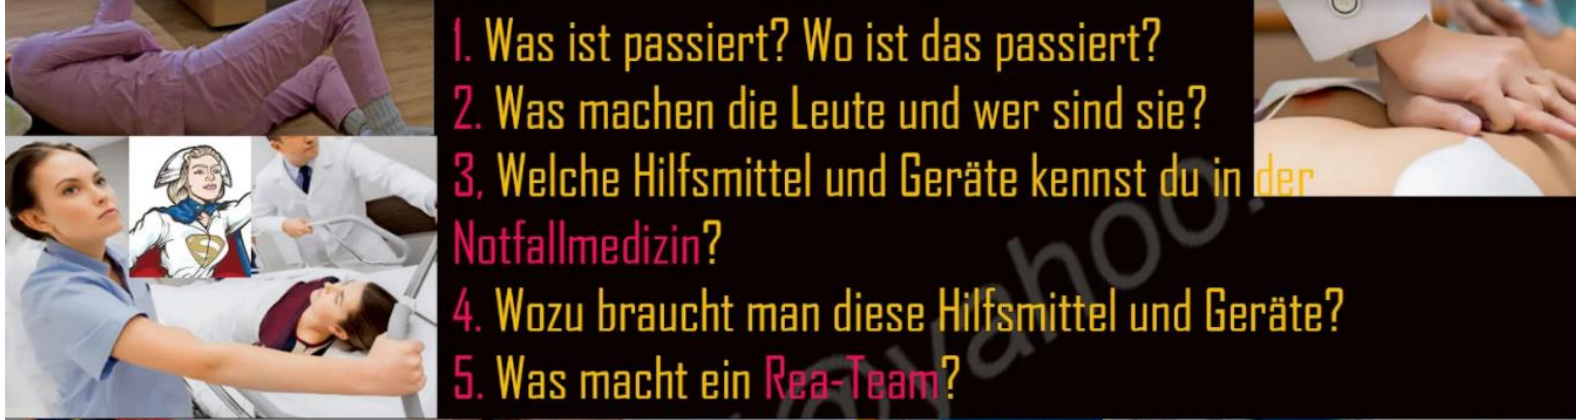 1. Was ist passiert? Wo ist das passiert?
2. Was machen die Leute und wer sind sie?
3, Welche Hilfsmittel und Geräte kennst du in der
Notfallmedizin?
4. Wozu braucht man diese Hilfsmittel und Geräte?
5. Was macht ein Rea-Team?
@yahoo.
S